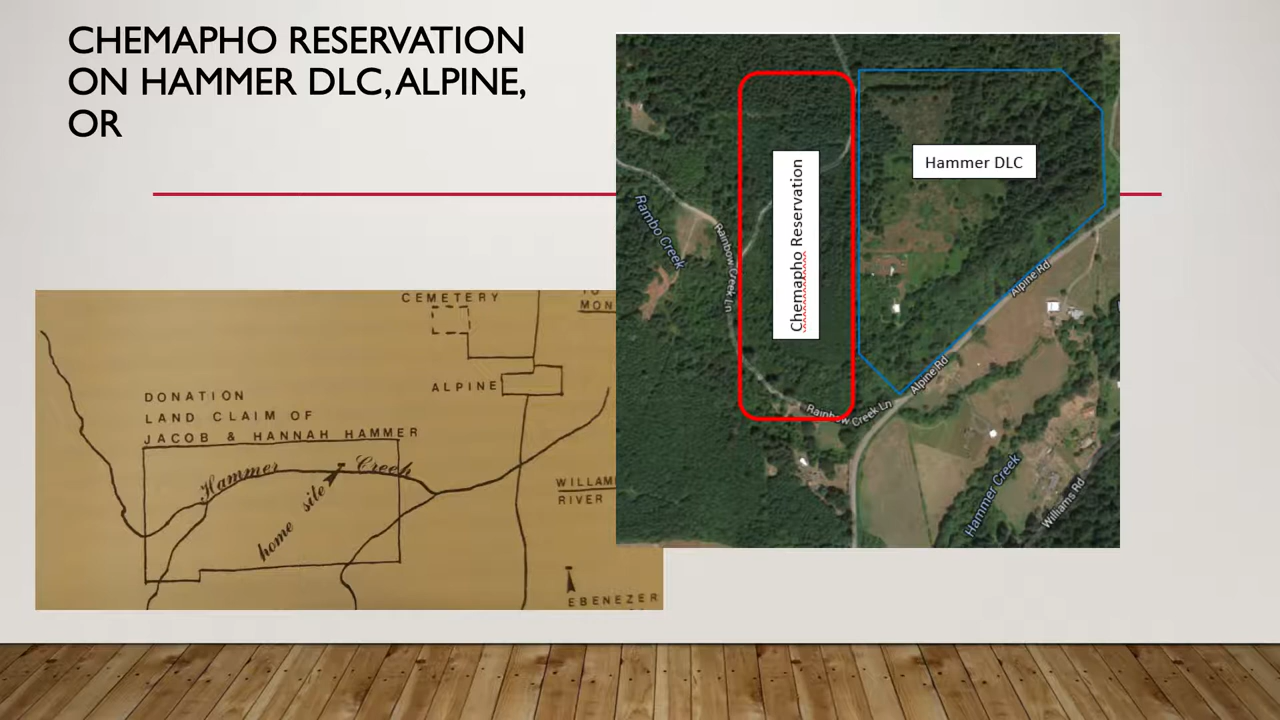 CHEMAPHO RESERVATION
ON HAMMER DLC, ALPINE,
OR
CEMETERY
MON
ALPINE
DONATION
LAND CLAIM OF
JACOB & HANNAH HAMMER
Hammer Creek
home site
WILLAM
RIVER
EBENEZER
Chemapho Reservation
Hammer DLC
Rambo Creek
Rainbow Creek Ln
Alpine Rd
Alpine Rd
Rainbow Creek Ln
Hammer Creek
Williams Rd